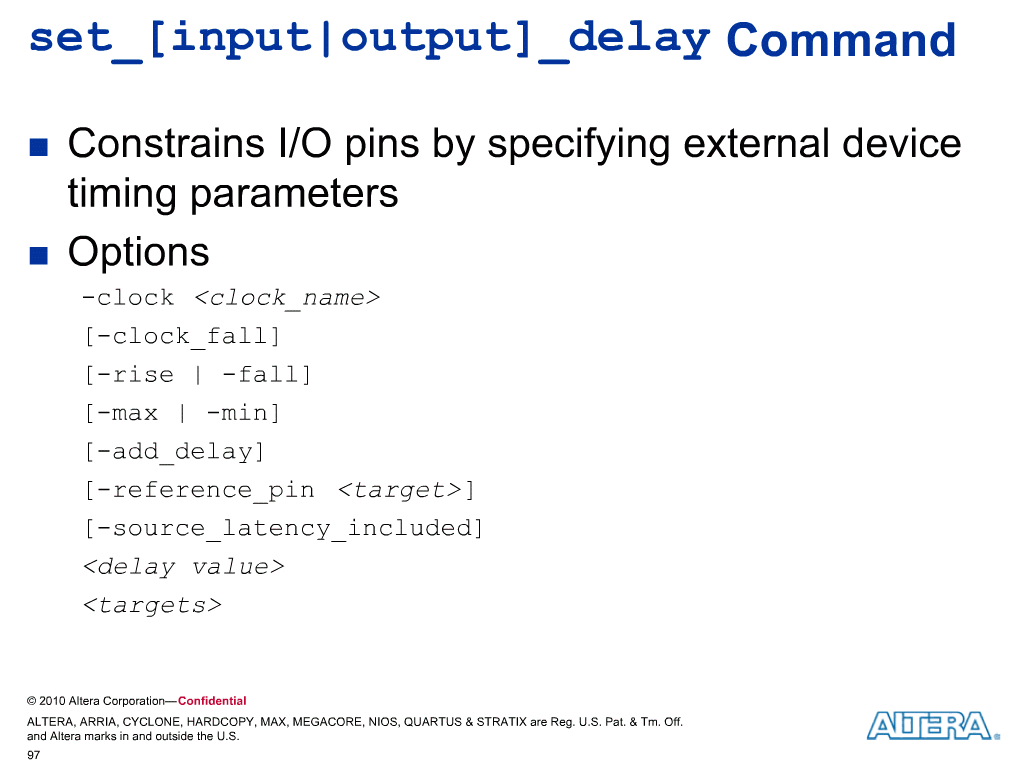 set_[input|output]_delay Command
Constrains I/O pins by specifying external device
timing parameters
Options
-clock <clock_name>
[-clock_fall]
[-rise | -fall]
[-max | -min]
[-add_delay]
[-reference_pin <target>]
[-source_latency_included]
<delay value>
<targets>
© 2010 Altera Corporation—Confidential
ALTERA, ARRIA, CYCLONE, HARDCOPY, MAX, MEGACORE, NIOS, QUARTUS & STRATIX are Reg. U.S. Pat. & Tm. Off.
and Altera marks in and outside the U.S.
97
ALTERA®